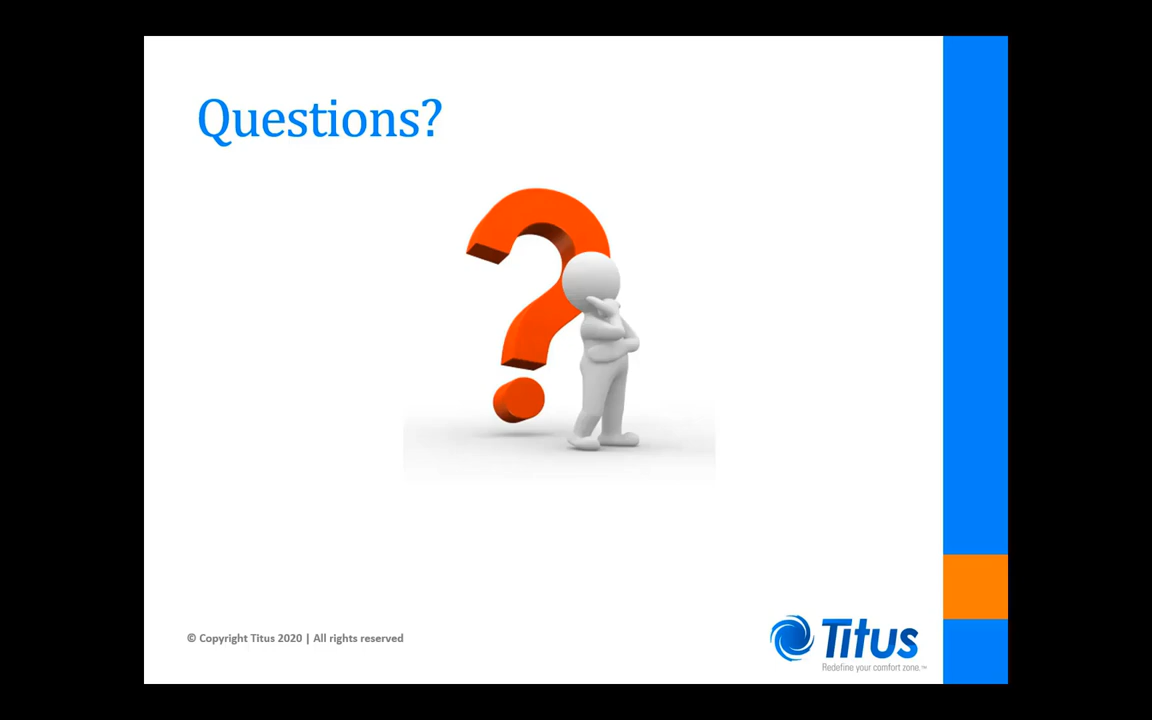 Questions?
© Copyright Titus 2020 | All rights reserved
Titus
Redefine your comfort zone.™